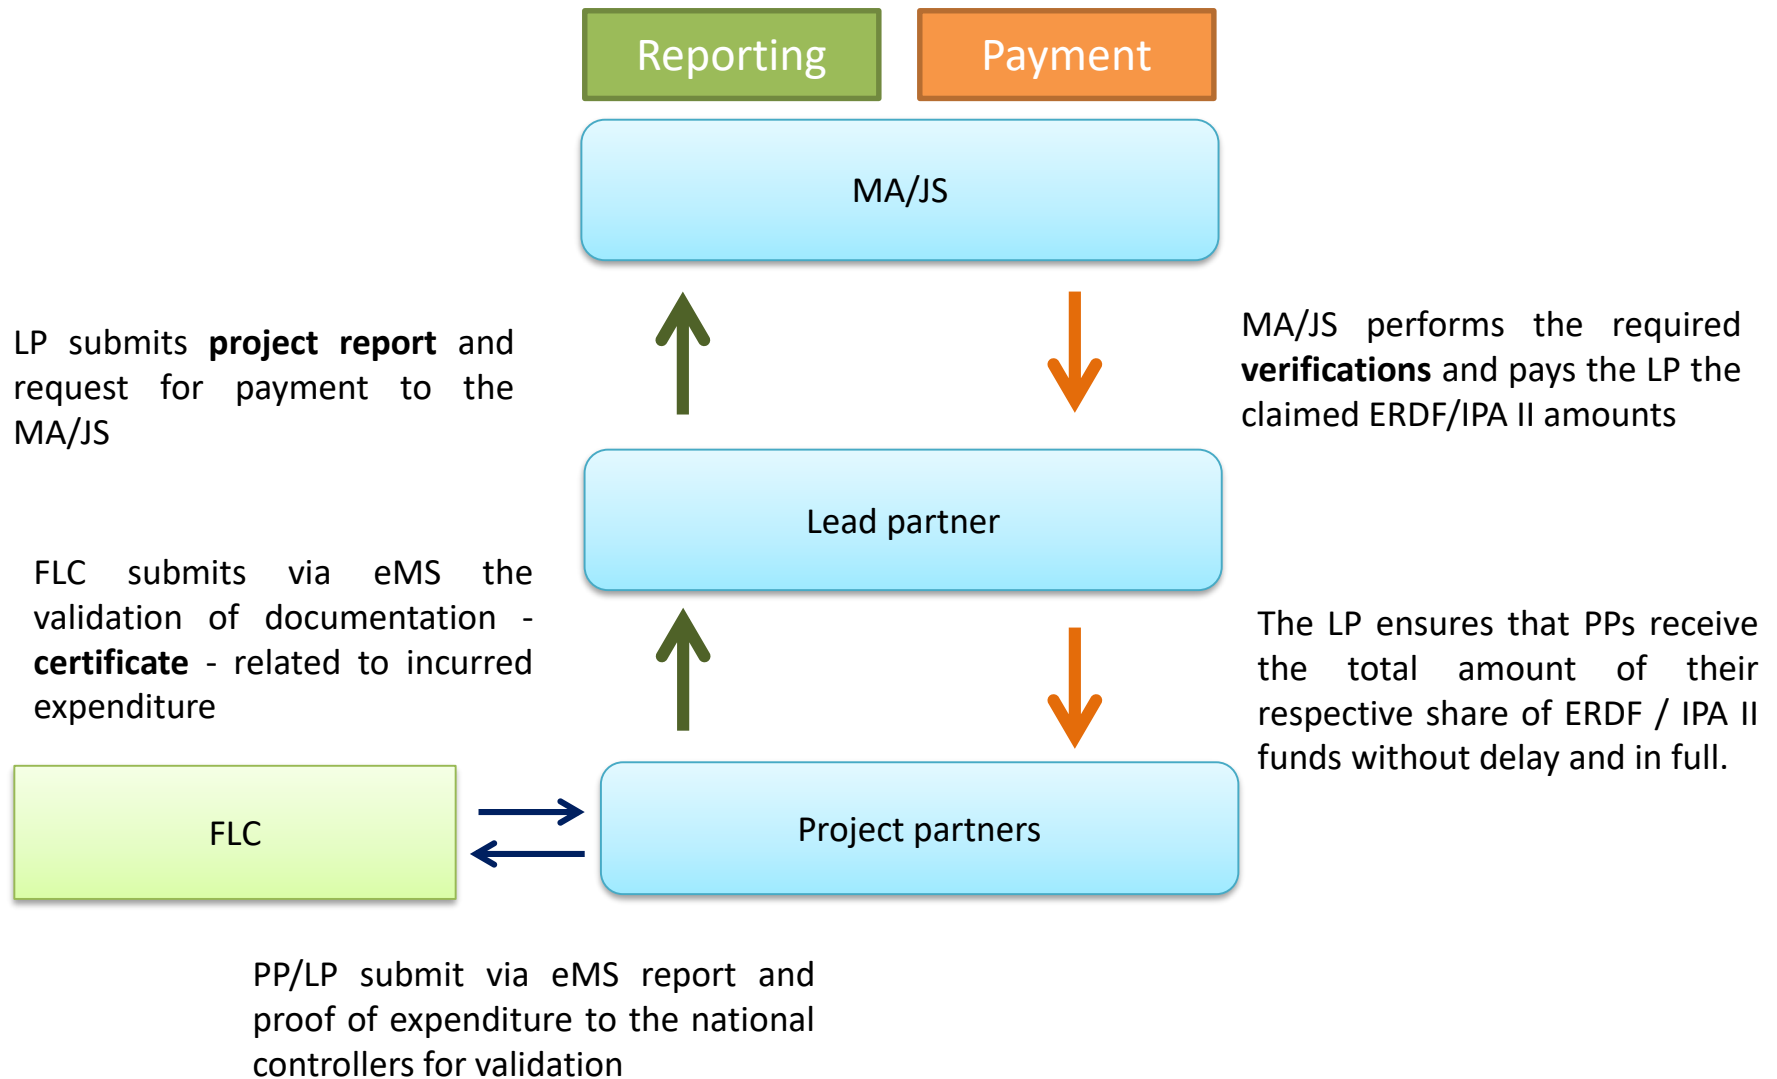 Reporting
Payment
MA/JS
LP submits project report and
request for payment to the
MA/JS
MA/JS performs the required
verifications and pays the LP the
claimed ERDF/IPA II amounts
Lead partner
FLC submits via eMS the
validation of documentation -
certificate - related to incurred
expenditure
The LP ensures that PPs receive
the total amount of their
respective share of ERDF / IPA II
funds without delay and in full.
FLC
Project partners
PP/LP submit via eMS report and
proof of expenditure to the national
controllers for validation